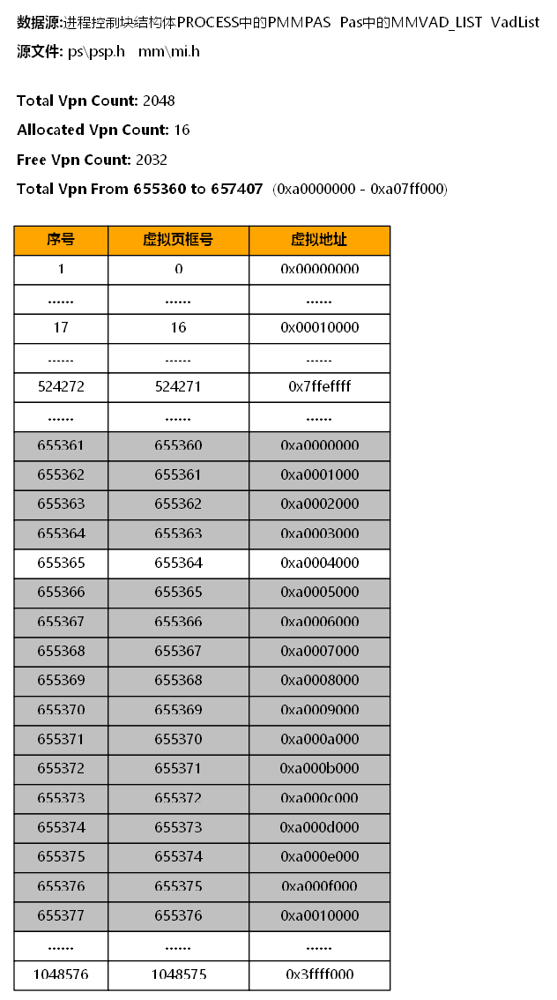 数据源:进程控制块结构体PROCESS中的PMMPAS Pas中的MMVAD_LIST VadList
源文件: ps\psp.h mm\mi.h
Total Vpn Count: 2048
Allocated Vpn Count: 16
Free Vpn Count: 2032
Total Vpn From 655360 to 657407 (0xa0000000 - 0xa07ff000)
序号 虚拟页框号 虚拟地址
1 0 0x00000000
...... ...... ......
17 16 0x00010000
...... ...... ......
524272 524271 0x7ffeffff
...... ...... ......
655361 655360 0xa0000000
655362 655361 0xa0001000
655363 655362 0xa0002000
655364 655363 0xa0003000
655365 655364 0xa0004000
655366 655365 0xa0005000
655367 655366 0xa0006000
655368 655367 0xa0007000
655369 655368 0xa0008000
655370 655369 0xa0009000
655371 655370 0xa000a000
655372 655371 0xa000b000
655373 655372 0xa000c000
655374 655373 0xa000d000
655375 655374 0xa000e000
655376 655375 0xa000f000
655377 655376 0xa0010000
...... ...... ......
1048576 1048575 0x3ffff000